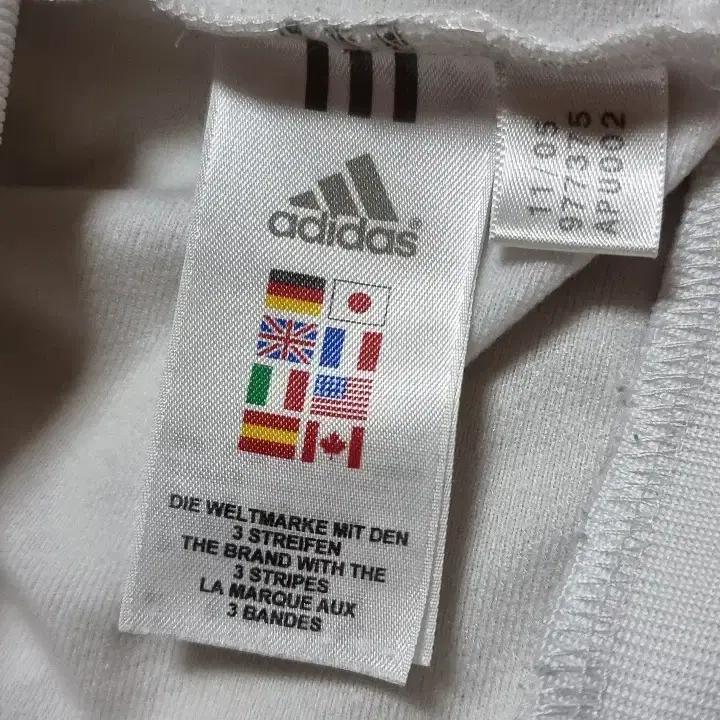 adidas®
DIE WELTMARKE MIT DEN
3 STREIFEN
THE BRAND WITH THE
3 STRIPES
LA MARQUE AUX
3 BANDES
11/05
977375
APU002